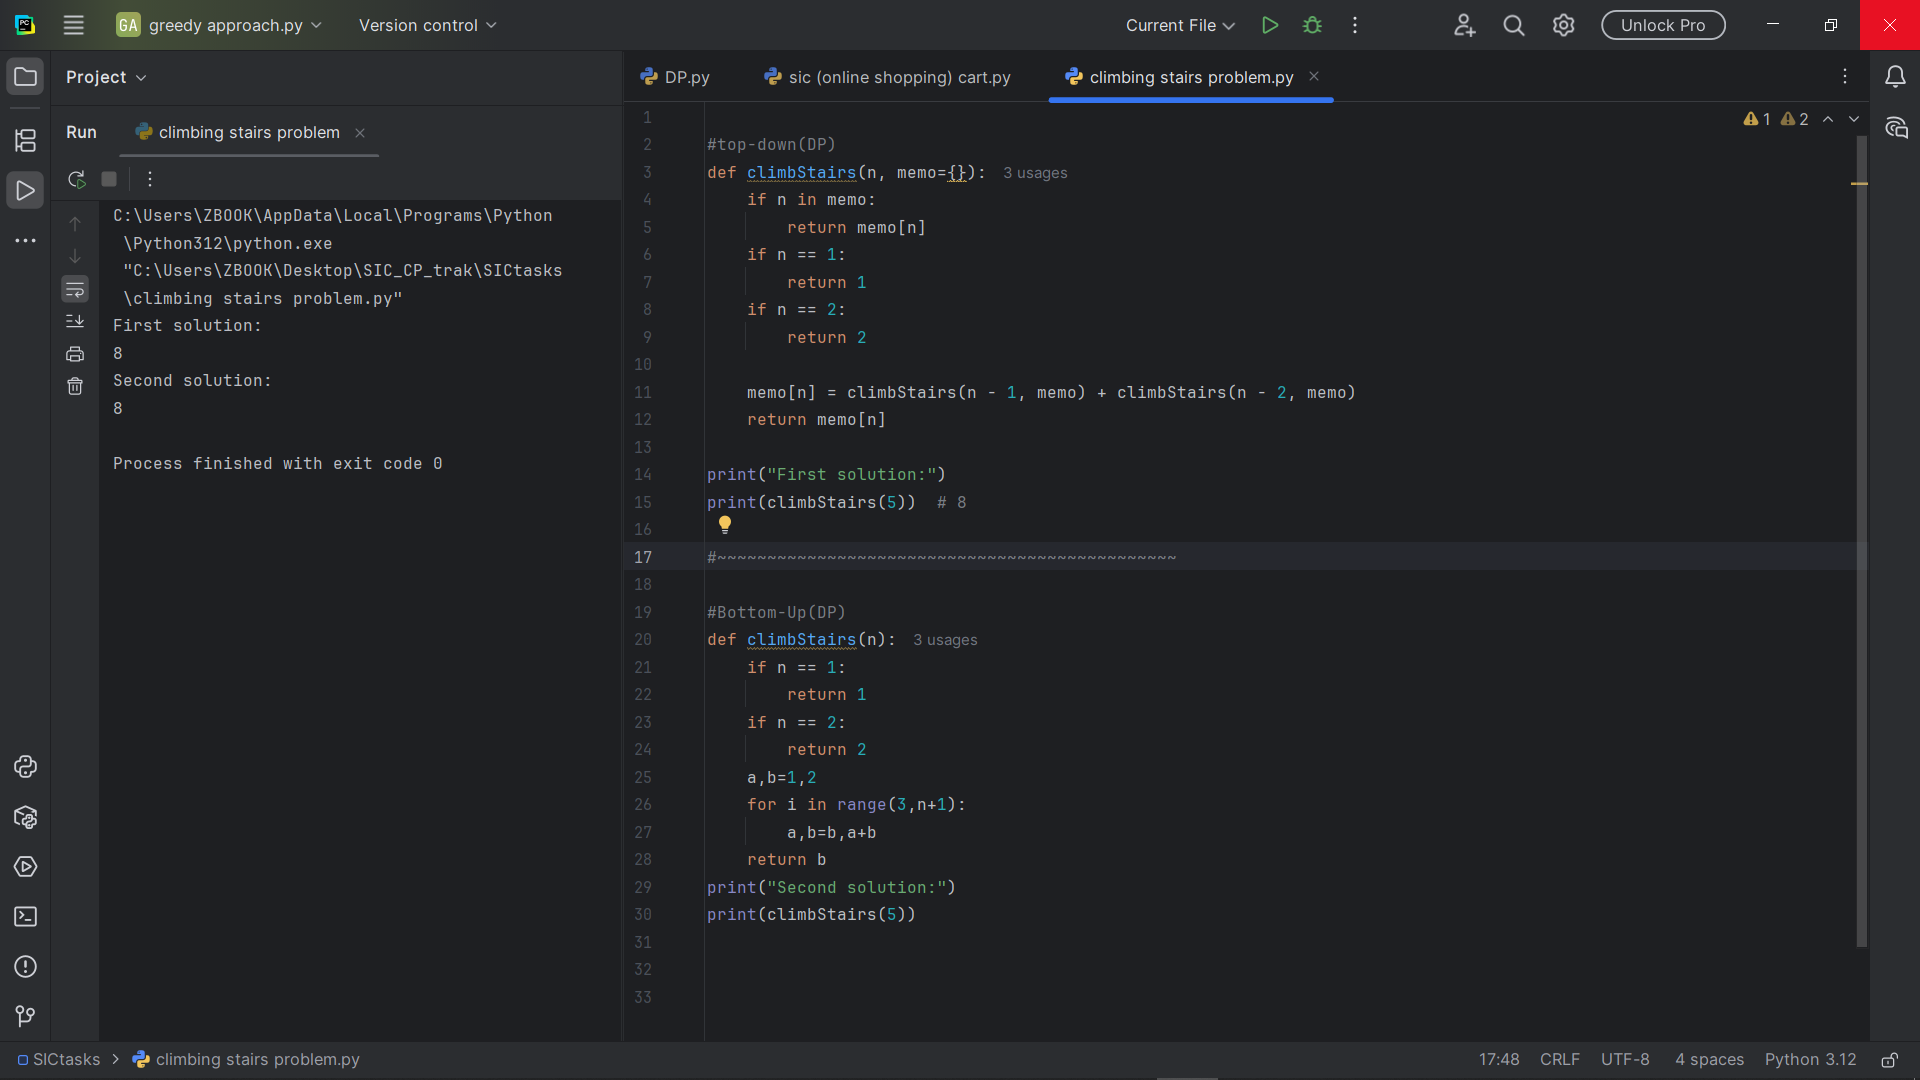 GA greedy approach.py Version control Current File Unlock Pro
Project
DP.py sic (online shopping) cart.py climbing stairs problem.py
Run climbing stairs problem
C:\Users\ZBOOK\AppData\Local\Programs\Python
\Python312\python.exe
"C:\Users\ZBOOK\Desktop\SIC_CP_trak\SICtasks
\climbing stairs problem.py"
First solution:
8
Second solution:
8
Process finished with exit code 0
1 2
1
2 #top-down(DP)
3 def climbStairs(n, memo={}): 3 usages
4     if n in memo:
5         return memo[n]
6     if n == 1:
7         return 1
8     if n == 2:
9         return 2
10
11     memo[n] = climbStairs(n - 1, memo) + climbStairs(n - 2, memo)
12     return memo[n]
13
14 print("First solution:")
15 print(climbStairs(5))  # 8
16
17 #~~~~~~~~~~~~~~~~~~~~~~~~~~~~~~~~~~~~~~~~~~~~~~
18
19 #Bottom-Up(DP)
20 def climbStairs(n): 3 usages
21     if n == 1:
22         return 1
23     if n == 2:
24         return 2
25     a,b=1,2
26     for i in range(3,n+1):
27         a,b=b,a+b
28     return b
29 print("Second solution:")
30 print(climbStairs(5))
31
32
33
SICtasks > climbing stairs problem.py 17:48 CRLF UTF-8 4 spaces Python 3.12